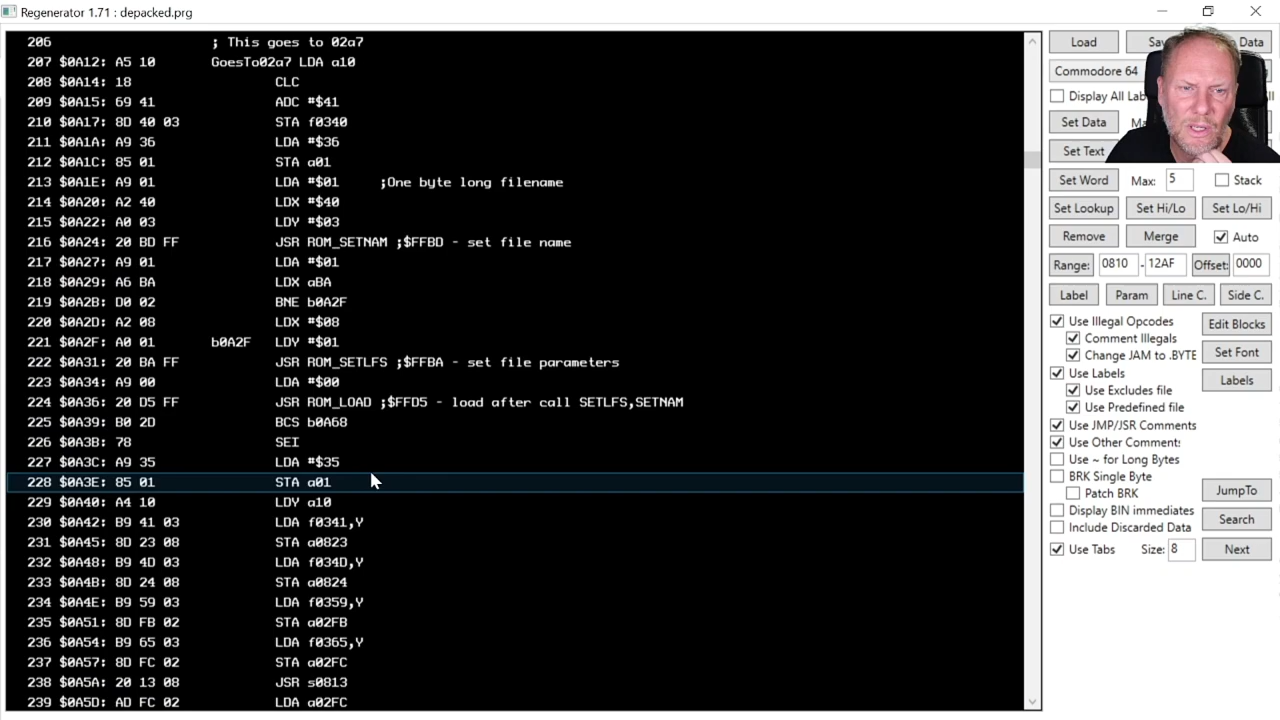 Regenerator 1.71 : depacked.prg
206 ; This goes to 02a7
207 $0A12: A5 10 GoesTo02a7 LDA a10
208 $0A14: 18 CLC
209 $0A15: 69 41 ADC #$41
210 $0A17: 8D 40 03 STA f0340
211 $0A1A: A9 36 LDA #$36
212 $0A1C: 85 01 STA a01
213 $0A1E: A9 01 LDA #$01 ;One byte long filename
214 $0A20: A2 40 LDX #$40
215 $0A22: A0 03 LDY #$03
216 $0A24: 20 BD FF JSR ROM_SETNAM ;$FFBD - set file name
217 $0A27: A9 01 LDA #$01
218 $0A29: A6 BA LDX aBA
219 $0A2B: D0 02 BNE b0A2F
220 $0A2D: A2 08 LDX #$08
221 $0A2F: A0 01 b0A2F LDY #$01
222 $0A31: 20 BA FF JSR ROM_SETLFS ;$FFBA - set file parameters
223 $0A34: A9 00 LDA #$00
224 $0A36: 20 D5 FF JSR ROM_LOAD ;$FFD5 - load after call SETLFS,SETNAM
225 $0A39: B0 2D BCS b0A68
226 $0A3B: 78 SEI
227 $0A3C: A9 35 LDA #$35
228 $0A3E: 85 01 STA a01
229 $0A40: A4 10 LDY a10
230 $0A42: B9 41 03 LDA f0341,Y
231 $0A45: 8D 23 08 STA a0823
232 $0A48: B9 4D 03 LDA f034D,Y
233 $0A4B: 8D 24 08 STA a0824
234 $0A4E: B9 59 03 LDA f0359,Y
235 $0A51: 8D FB 02 STA a02FB
236 $0A54: B9 65 03 LDA f0365,Y
237 $0A57: 8D FC 02 STA a02FC
238 $0A5A: 20 13 08 JSR s0813
239 $0A5D: AD FC 02 LDA a02FC
Load Data
Commodore 64
Display All
Set Data
Set Text
Set Word Max: 5 Stack
Set Lookup Set Hi/Lo Set Lo/Hi
Remove Merge Auto
Range: 0810 - 12AF Offset: 0000
Label Param Line C. Side C.
Use Illegal Opcodes Edit Blocks
Comment Illegals
Change JAM to .BYTE Set Font
Use Labels Labels
Use Excludes file
Use Predefined file
Use JMP/JSR Comments
Use Other Comments
Use ~ for Long Bytes
BRK Single Byte
Patch BRK JumpTo
Display BIN immediates
Include Discarded Data Search
Use Tabs Size: 8 Next